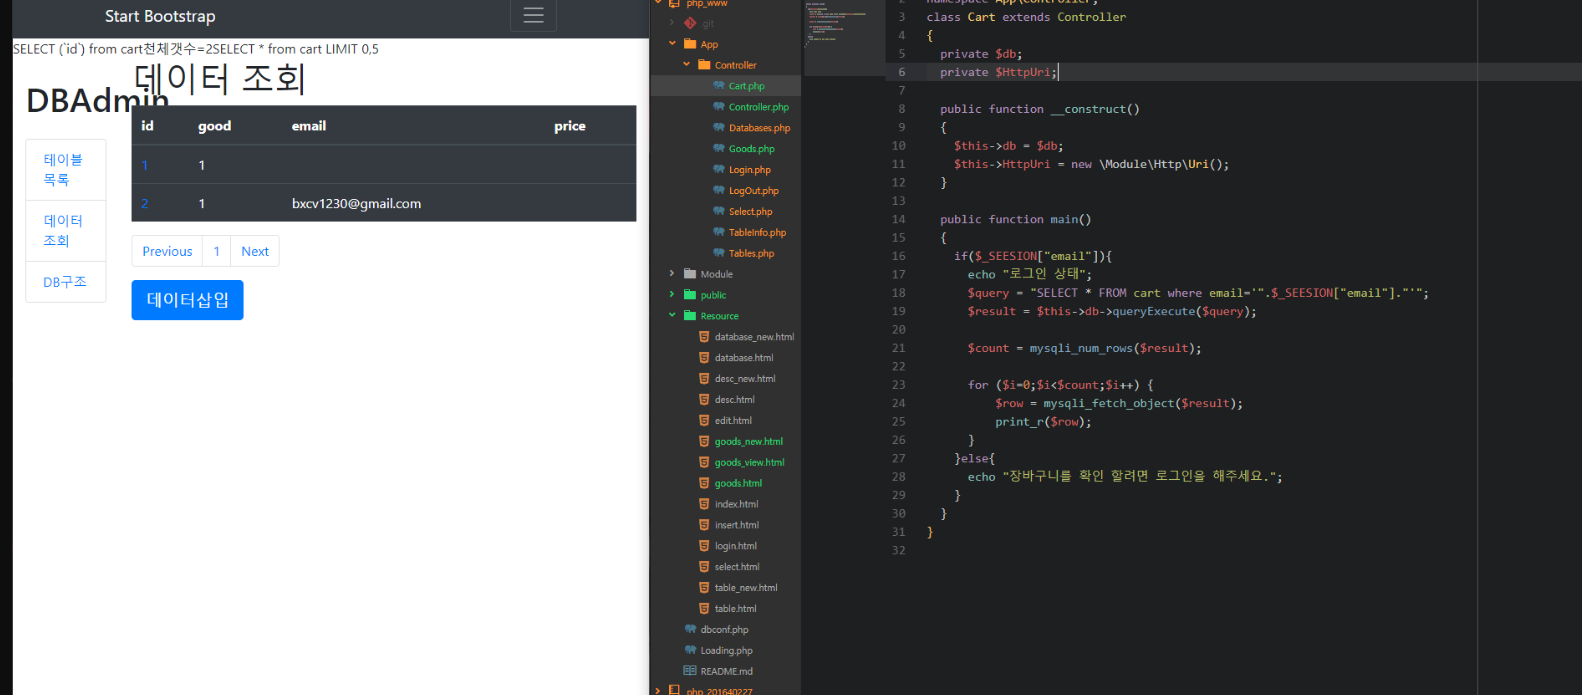 Start Bootstrap
SELECT (`id`) from cart천체갯수=2SELECT * from cart LIMIT 0,5
데이터 조회
DBAdmin
테이블
목록
데이터
조회
DB구조
id good email price
1 1
2 1 bxcv1230@gmail.com
Previous 1 Next
데이터삽입
php_www
.git
App
Controller
Cart.php
Controller.php
Databases.php
Goods.php
Login.php
LogOut.php
Select.php
TableInfo.php
Tables.php
Module
public
Resource
database_new.html
database.html
desc_new.html
desc.html
edit.html
goods_new.html
goods_view.html
goods.html
index.html
insert.html
login.html
select.html
table_new.html
table.html
dbconf.php
Loading.php
README.md
php_201640227
2 namespace App\Controller;
3 class Cart extends Controller
4 {
5 private $db;
6 private $HttpUri;
7
8 public function __construct()
9 {
10 $this->db = $db;
11 $this->HttpUri = new \Module\Http\Uri();
12 }
13
14 public function main()
15 {
16 if($_SEESION["email"]){
17 echo "로그인 상태";
18 $query = "SELECT * FROM cart where email='".$_SEESION["email"]."'";
19 $result = $this->db->queryExecute($query);
20
21 $count = mysqli_num_rows($result);
22
23 for ($i=0;$i<$count;$i++) {
24 $row = mysqli_fetch_object($result);
25 print_r($row);
26 }
27 }else{
28 echo "장바구니를 확인 할려면 로그인을 해주세요.";
29 }
30 }
31 }
32